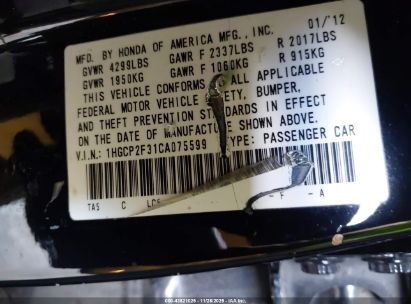 MFD. BY HONDA OF AMERICA MFG., INC. 01/12
GVWR 4299LBS GAWR F 2337LBS R 2017LBS
GVWR 1950KG GAWR F 1060KG R 915KG
THIS VEHICLE CONFORMS ALL APPLICABLE
FEDERAL MOTOR VEHICLE BUMPER,
AND THEFT PREVENTION STANDARDS IN EFFECT
ON THE DATE OF MANUFACTURE SHOWN ABOVE.
V.I.N.: 1HGCP2F31CA075599 TYPE: PASSENGER CAR
TAS C - F - A